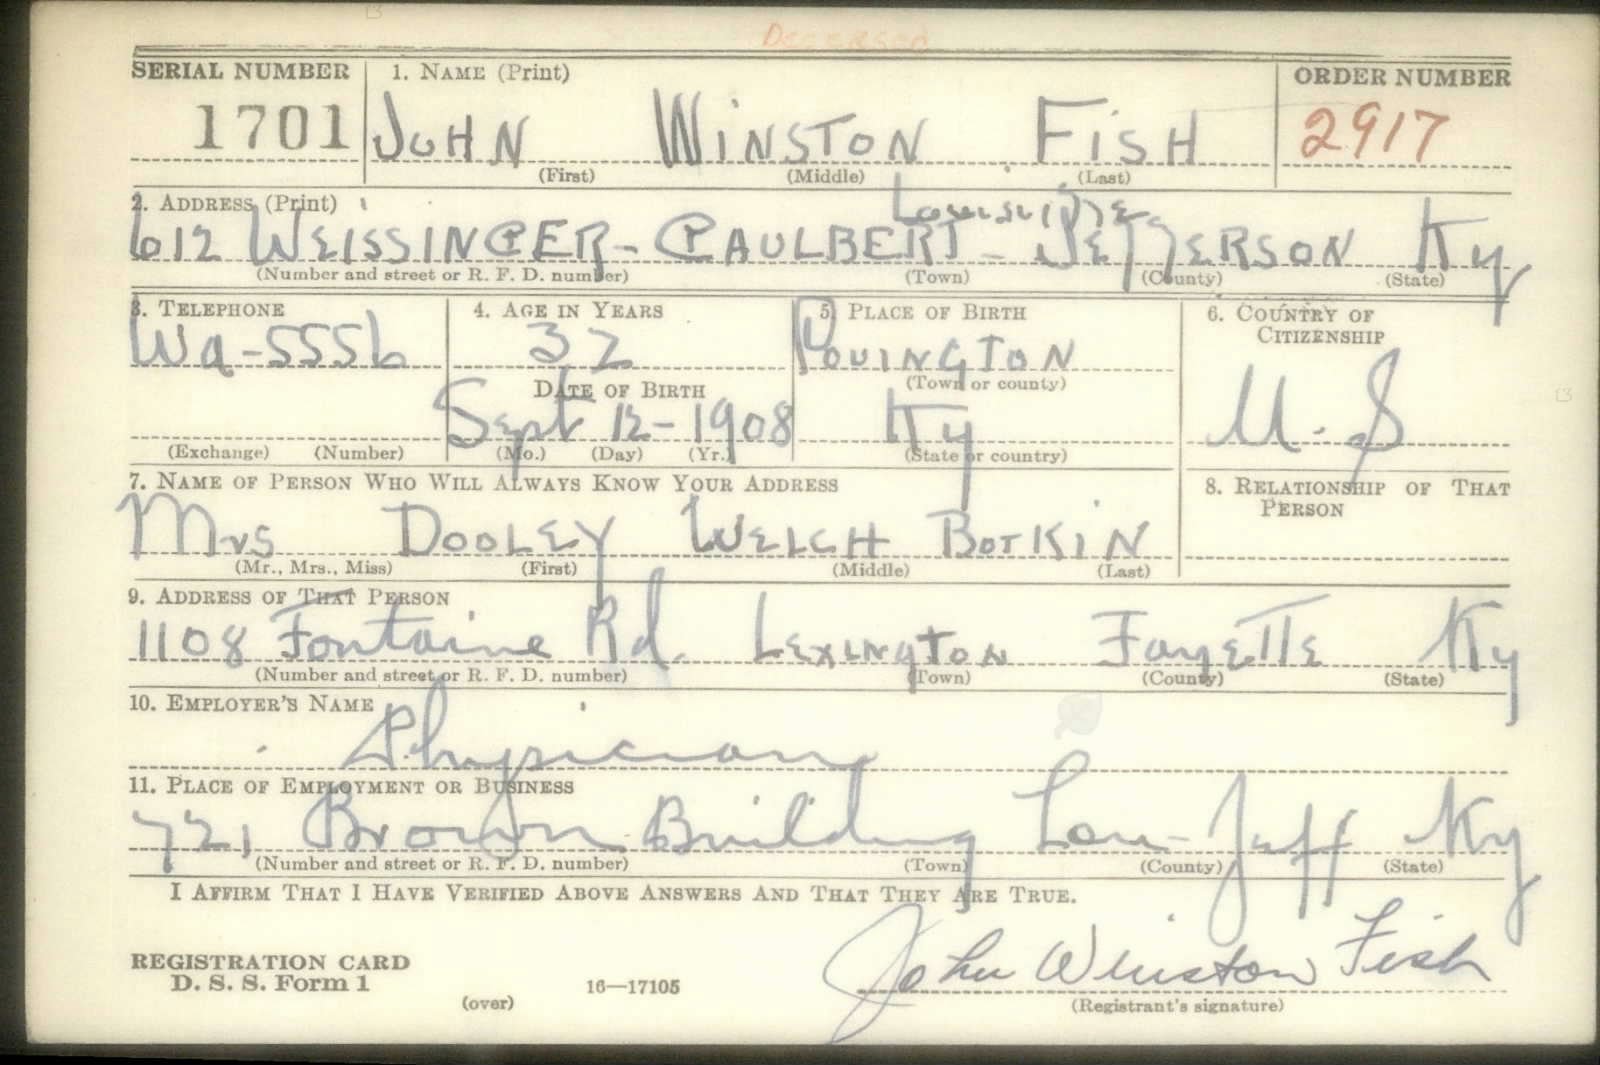 SERIAL NUMBER 1. NAME (Print) ORDER NUMBER
1701 JOHN WINSTON FISH 2917
(First) (Middle) (Last)
2. ADDRESS (Print)
Louisville
612 WEISSINGER-GAULBERT- JEFFERSON Ky
(Number and street or R. F. D. number) (Town) (County) (State)
3. TELEPHONE 4. AGE IN YEARS 5. PLACE OF BIRTH 6. COUNTRY OF CITIZENSHIP
Wa-5556 32 COVINGTON
(Town or county)
DATE OF BIRTH
Sept 12-1908 Ky U.S
(Exchange) (Number) (Mo.) (Day) (Yr.) (State or country)
7. NAME OF PERSON WHO WILL ALWAYS KNOW YOUR ADDRESS 8. RELATIONSHIP OF THAT PERSON
Mrs DOOLEY WELCH BOTKIN
(Mr., Mrs., Miss) (First) (Middle) (Last)
9. ADDRESS OF THAT PERSON
1108 Fontaine Rd. LEXINGTON FayETTE Ky
(Number and street or R. F. D. number) (Town) (County) (State)
10. EMPLOYER'S NAME
Physician
11. PLACE OF EMPLOYMENT OR BUSINESS
721 Brown Building Lou- Jeff Ky
(Number and street or R. F. D. number) (Town) (County) (State)
I AFFIRM THAT I HAVE VERIFIED ABOVE ANSWERS AND THAT THEY ARE TRUE.
John Winston Fish
REGISTRATION CARD
D. S. S. Form 1
(over) 16—17105 (Registrant's signature)